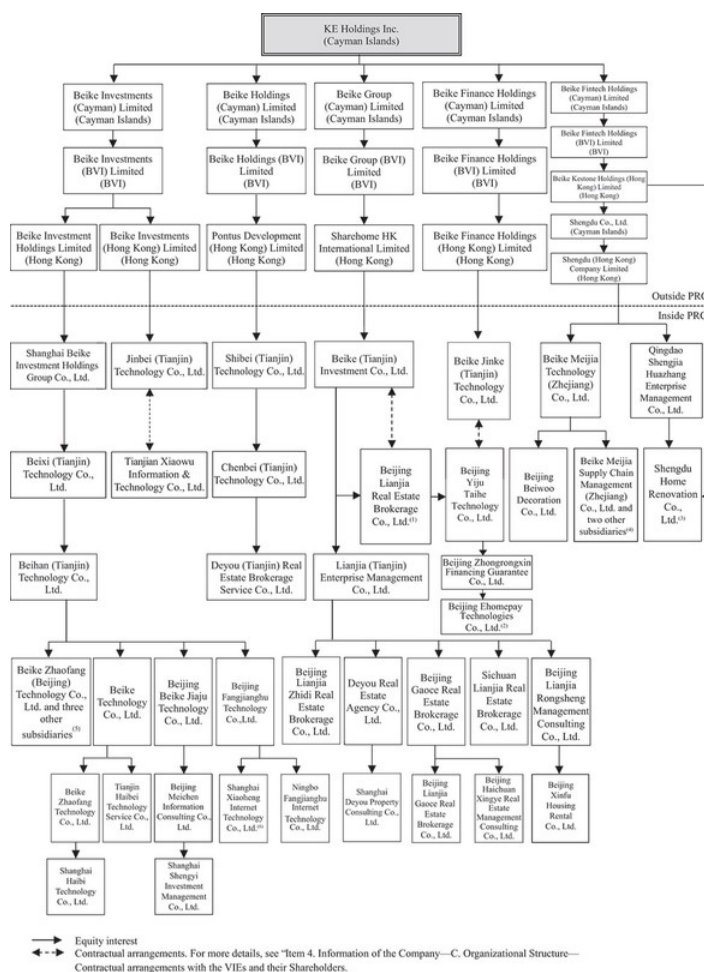 KE Holdings Inc.
(Cayman Islands)
Beike Investments
(Cayman) Limited
(Cayman Islands)
Beike Holdings
(Cayman) Limited
(Cayman Islands)
Beike Group
(Cayman) Limited
(Cayman Islands)
Beike Finance Holdings
(Cayman) Limited
(Cayman Islands)
Beike Fintech Holdings
(Cayman) Limited
(Cayman Islands)
Beike Investments
(BVI) Limited
(BVI)
Beike Holdings (BVI)
Limited
(BVI)
Beike Group (BVI)
Limited
(BVI)
Beike Finance Holdings
(BVI) Limited
(BVI)
Beike Fintech Holdings
(BVI) Limited
(BVI)
Beike Kestone Holdings (Hong
Kong) Limited
(Hong Kong)
Beike Investment
Holdings Limited
(Hong Kong)
Beike Investments
(Hong Kong) Limited
(Hong Kong)
Pontus Development
(Hong Kong) Limited
(Hong Kong)
Sharehome HK
International Limited
(Hong Kong)
Beike Finance Holdings
(Hong Kong) Limited
(Hong Kong)
Shengdu Co., Ltd.
(Cayman Islands)
Shengdu (Hong Kong)
Company Limited
(Hong Kong)
Outside PRC
Inside PRC
Shanghai Beike
Investment Holdings
Group Co., Ltd.
Jinbei (Tianjin)
Technology Co., Ltd.
Shibei (Tianjin)
Technology Co., Ltd.
Beike (Tianjin)
Investment Co., Ltd.
Beike Jinke
(Tianjin)
Technology
Co., Ltd.
Beike Meijia
Technology
(Zhejiang)
Co., Ltd.
Qingdao
Shengjia
Huazhang
Enterprise
Management
Co., Ltd.
Beixi (Tianjin)
Technology Co.,
Ltd.
Tianjian Xiaowu
Information &
Technology Co., Ltd.
Chenbei (Tianjin)
Technology Co.,
Ltd.
Beijing
Lianjia
Real Estate
Brokerage
Co., Ltd.(1)
Beijing
Yiju
Taihe
Technology
Co., Ltd.
Beijing
Beiwoo
Decoration
Co., Ltd.
Beike Meijia
Supply Chain
Management
(Zhejiang)
Co., Ltd. and
two other
subsidiaries(4)
Shengdu
Home
Renovation
Co.,
Ltd.(3)
Beihan (Tianjin)
Technology Co.,
Ltd.
Deyou (Tianjin) Real
Estate Brokerage
Service Co., Ltd.
Lianjia (Tianjin)
Enterprise Management
Co., Ltd.
Beijing Zhongrongxin
Financing Guarantee
Co., Ltd.
Beijing Ehomepay
Technologies
Co., Ltd.(2)
Beike Zhaofang
(Beijing)
Technology Co.,
Ltd. and three
other
subsidiaries
(5)
Beike
Technology
Co., Ltd.
Beijing
Beike Jiaju
Technology
Co., Ltd.
Beijing
Fangjianghu
Technology
Co.,Ltd.
Beijing
Lianjia
Zhidi Real
Estate
Brokerage
Co., Ltd.
Deyou Real
Estate
Agency Co.,
Ltd.
Beijing
Gaoce Real
Estate
Brokerage
Co., Ltd.
Sichuan
Lianjia Real
Estate
Brokerage
Co., Ltd.
Beijing
Lianjia
Rongsheng
Management
Consulting
Co., Ltd.
Beike
Zhaofang
Technology
Co., Ltd.
Tianjin
Haibei
Technology
Service Co.,
Ltd.
Beijing
Meichen
Information
Consulting Co.,
Ltd.
Shanghai
Xiaoheng
Internet
Technology
Co., Ltd.(6)
Ningbo
Fangjianghu
Internet
Technology
Co., Ltd.
Shanghai
Deyou Property
Consulting Co.,
Ltd.
Beijing
Lianjia
Gaoce Real
Estate
Brokerage
Co., Ltd.
Beijing
Haichuan
Xingye Real
Estate
Management
Consulting
Co., Ltd.
Beijing
Xinfu
Housing
Rental
Co., Ltd.
Shanghai
Haibi
Technology
Co., Ltd.
Shanghai
Shengyi
Investment
Management
Co., Ltd.
Equity interest
Contractual arrangements. For more details, see "Item 4. Information of the Company—C. Organizational Structure—
Contractual arrangements with the VIEs and their Shareholders.